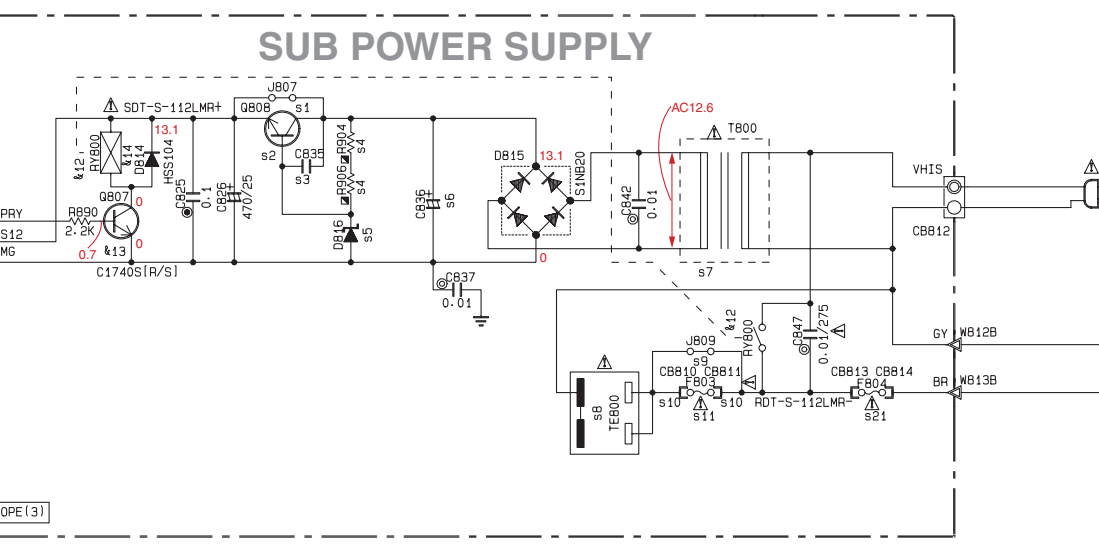 SUB POWER SUPPLY
J807
SDT-S-112LMR+
Q808
s1
AC12.6
T800
&12
RY800
&14
D814
13.1
HSS104
s2
C835
s3
R904
s4
R906
s4
D815
13.1
S1NB20
VHIS
C825
0.1
C826
470/25
C836
s6
C842
0.01
Q807
0
PRY
R890
2.2K
S12
0.7
&13
0
MG
C1740S[R/S]
D816
s5
0
CB812
s7
C837
0.01
&12
RY800
C847
0.01/275
GY
W812B
J809
s9
CB810
CB811
F803
s10
s10
s11
RDT-S-112LMR-
CB813
CB814
F804
s21
BR
W813B
s8
TE800
OPE(3)